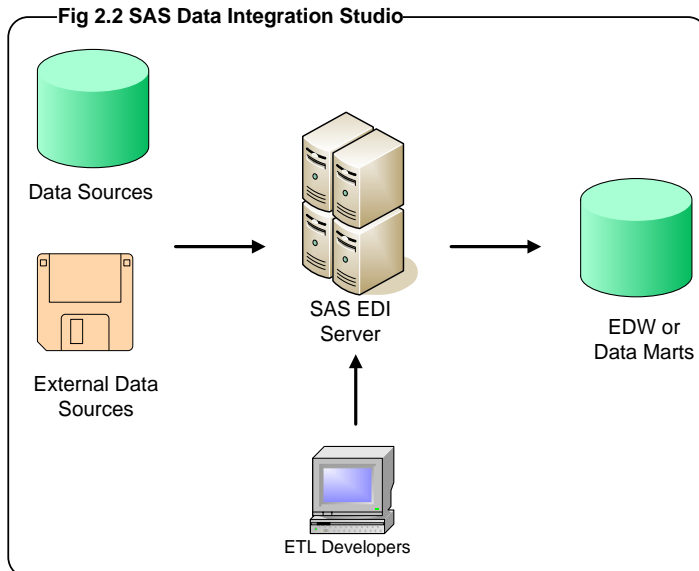 Fig 2.2 SAS Data Integration Studio
Data Sources
External Data
Sources
SAS EDI
Server
EDW or
Data Marts
ETL Developers